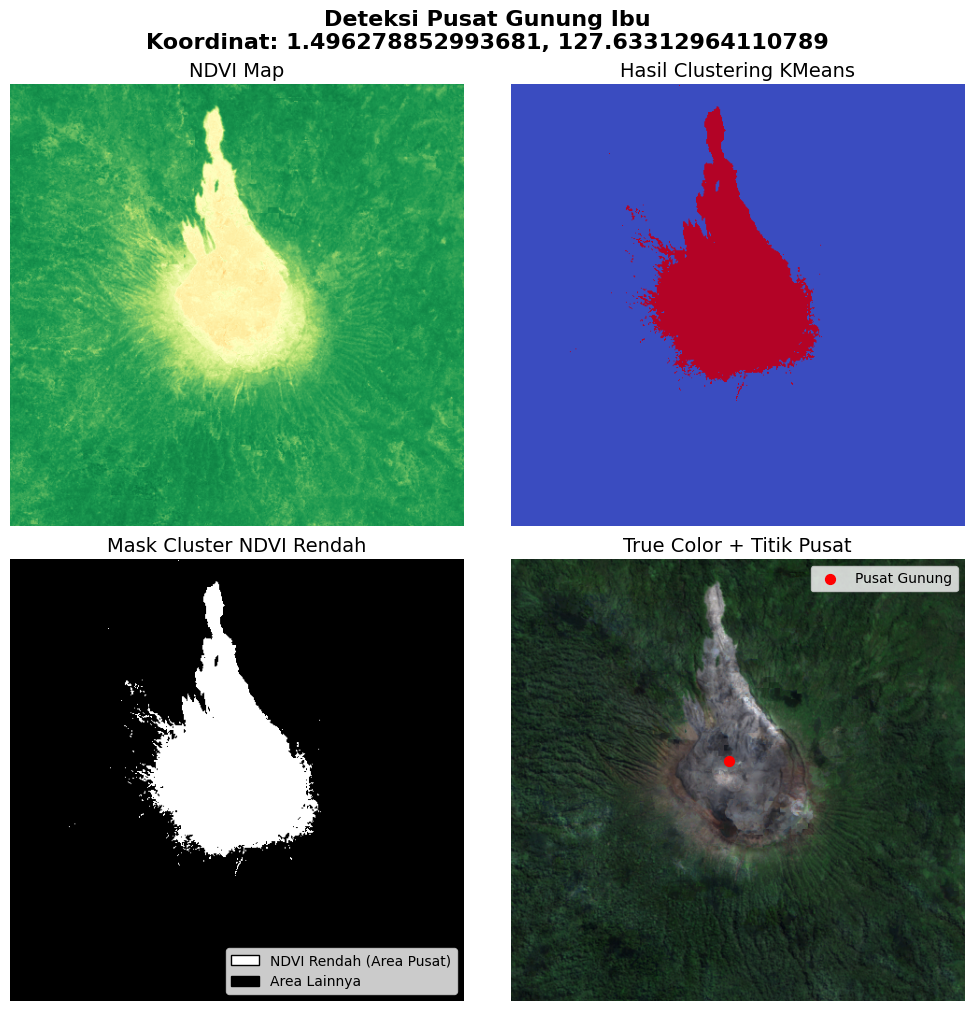 Deteksi Pusat Gunung Ibu
Koordinat: 1.496278852993681, 127.63312964110789
NDVI Map
Hasil Clustering KMeans
Mask Cluster NDVI Rendah
NDVI Rendah (Area Pusat)
Area Lainnya
True Color + Titik Pusat
Pusat Gunung